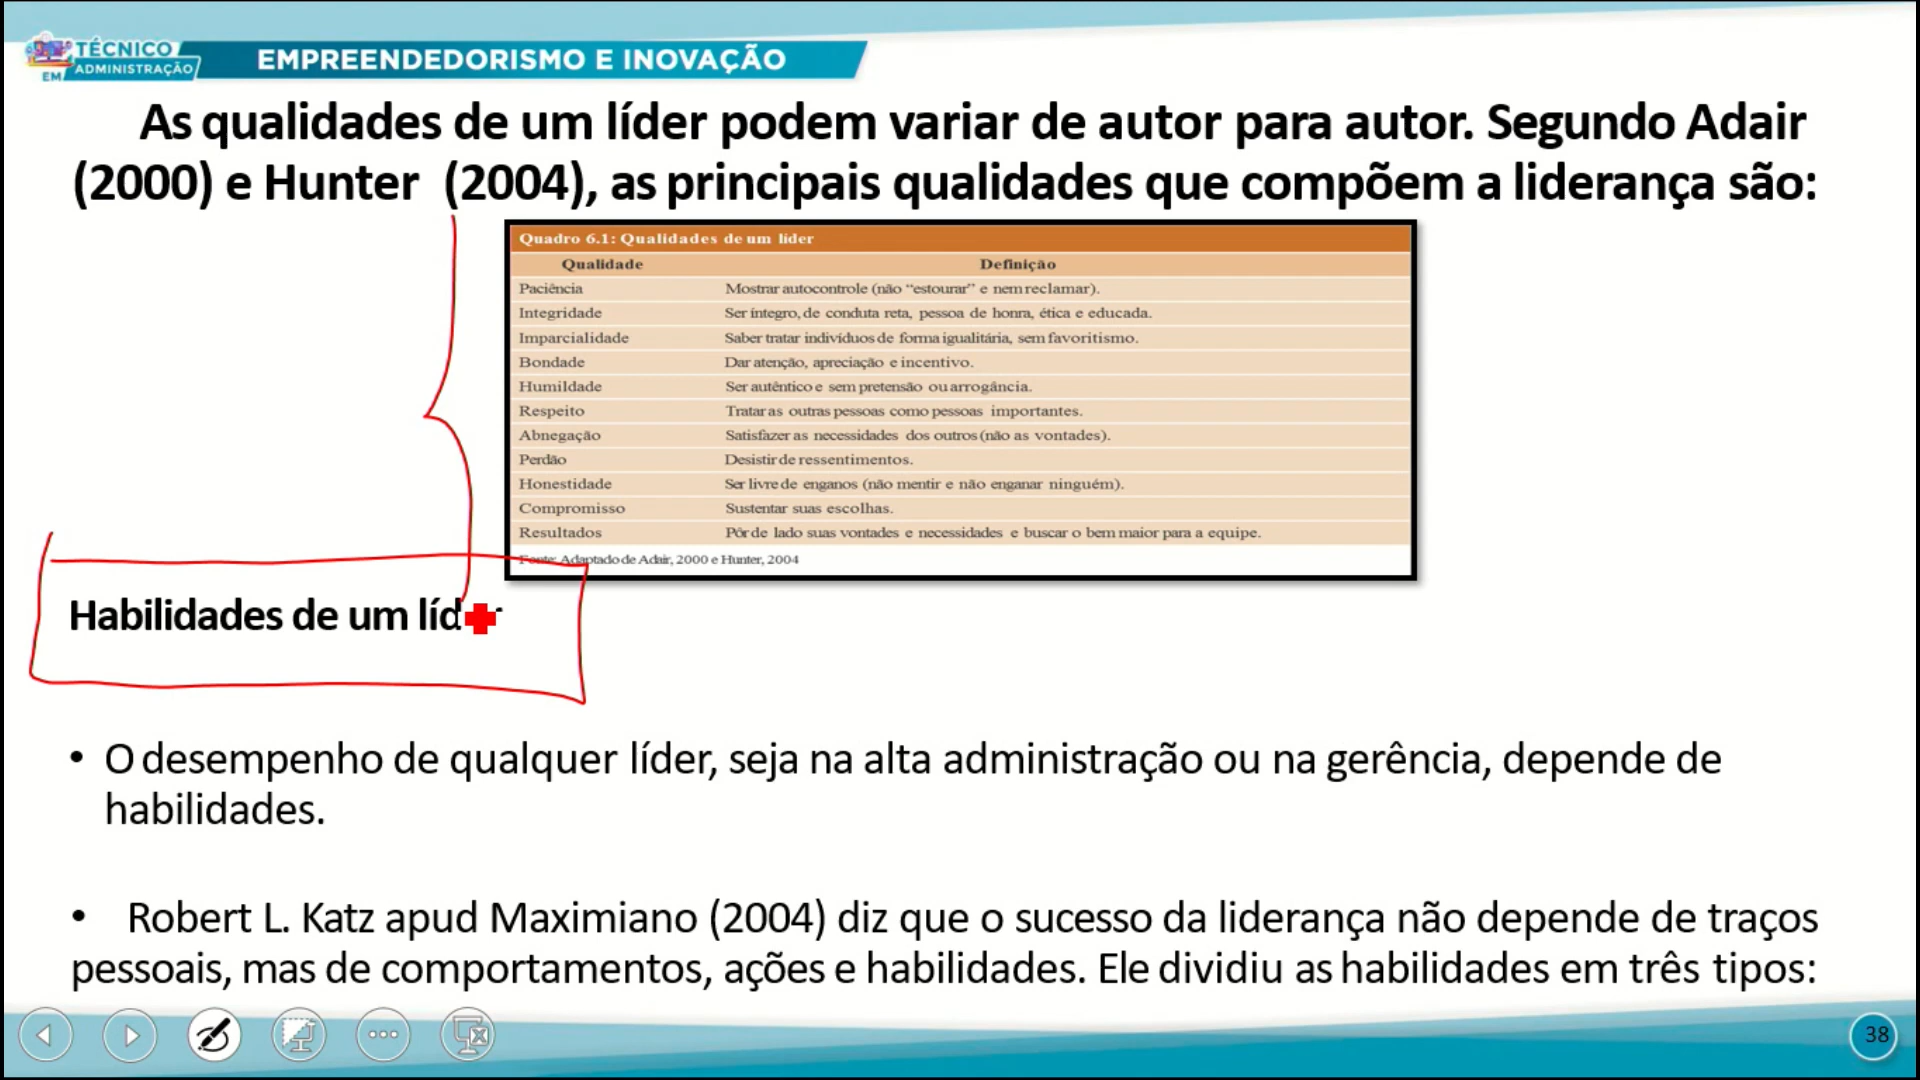 TÉCNICO
EM ADMINISTRAÇÃO
EMPREENDEDORISMO E INOVAÇÃO
As qualidades de um líder podem variar de autor para autor. Segundo Adair
(2000) e Hunter (2004), as principais qualidades que compõem a liderança são:
Quadro 6.1: Qualidades de um líder
Qualidade Definição
Paciência Mostrar autocontrole (não “estourar” e nem reclamar).
Integridade Ser íntegro, de conduta reta, pessoa de honra, ética e educada.
Imparcialidade Saber tratar indivíduos de forma igualitária, sem favoritismo.
Bondade Dar atenção, apreciação e incentivo.
Humildade Ser autêntico e sem pretensão ou arrogância.
Respeito Tratar as outras pessoas como pessoas importantes.
Abnegação Satisfazer as necessidades dos outros (não as vontades).
Perdão Desistir de ressentimentos.
Honestidade Ser livre de enganos (não mentir e não enganar ninguém).
Compromisso Sustentar suas escolhas.
Resultados Pôr de lado suas vontades e necessidades e buscar o bem maior para a equipe.
Fonte: Adaptado de Adair, 2000 e Hunter, 2004
Habilidades de um líder
• O desempenho de qualquer líder, seja na alta administração ou na gerência, depende de
habilidades.
• Robert L. Katz apud Maximiano (2004) diz que o sucesso da liderança não depende de traços
pessoais, mas de comportamentos, ações e habilidades. Ele dividiu as habilidades em três tipos:
38